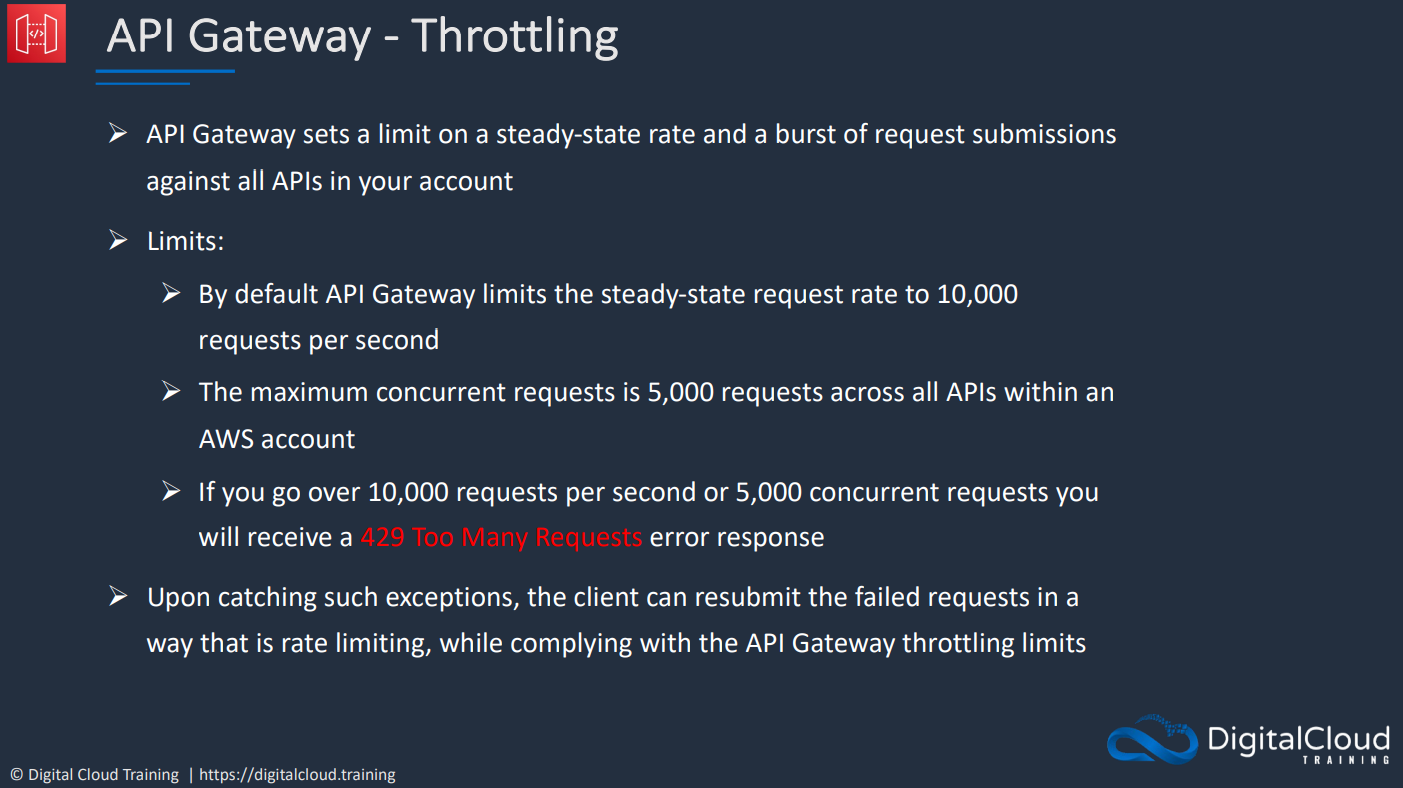 </>
API Gateway - Throttling
➢ API Gateway sets a limit on a steady-state rate and a burst of request submissions
against all APIs in your account
➢ Limits:
➢ By default API Gateway limits the steady-state request rate to 10,000
requests per second
➢ The maximum concurrent requests is 5,000 requests across all APIs within an
AWS account
➢ If you go over 10,000 requests per second or 5,000 concurrent requests you
will receive a 429 Too Many Requests error response
➢ Upon catching such exceptions, the client can resubmit the failed requests in a
way that is rate limiting, while complying with the API Gateway throttling limits
DigitalCloud
TRAINING
© Digital Cloud Training | https://digitalcloud.training